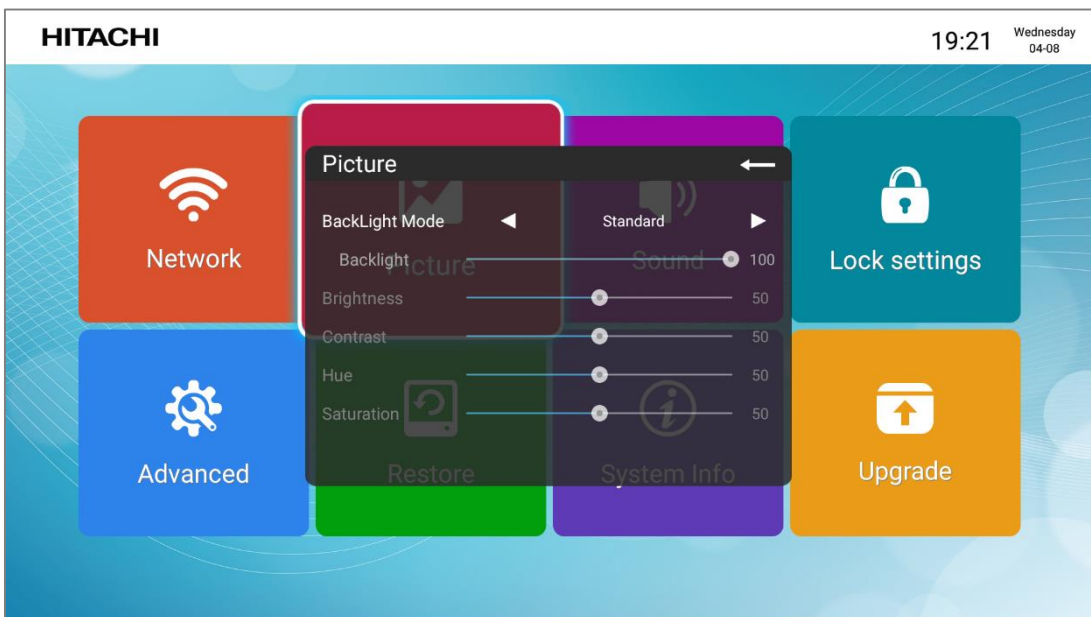 HITACHI
19:21
Wednesday
04-08
Network
Picture
Sound
Lock settings
Picture
BackLight Mode
Standard
Backlight
100
Brightness
50
Contrast
50
Hue
50
Saturation
50
Advanced
Restore
System Info
Upgrade